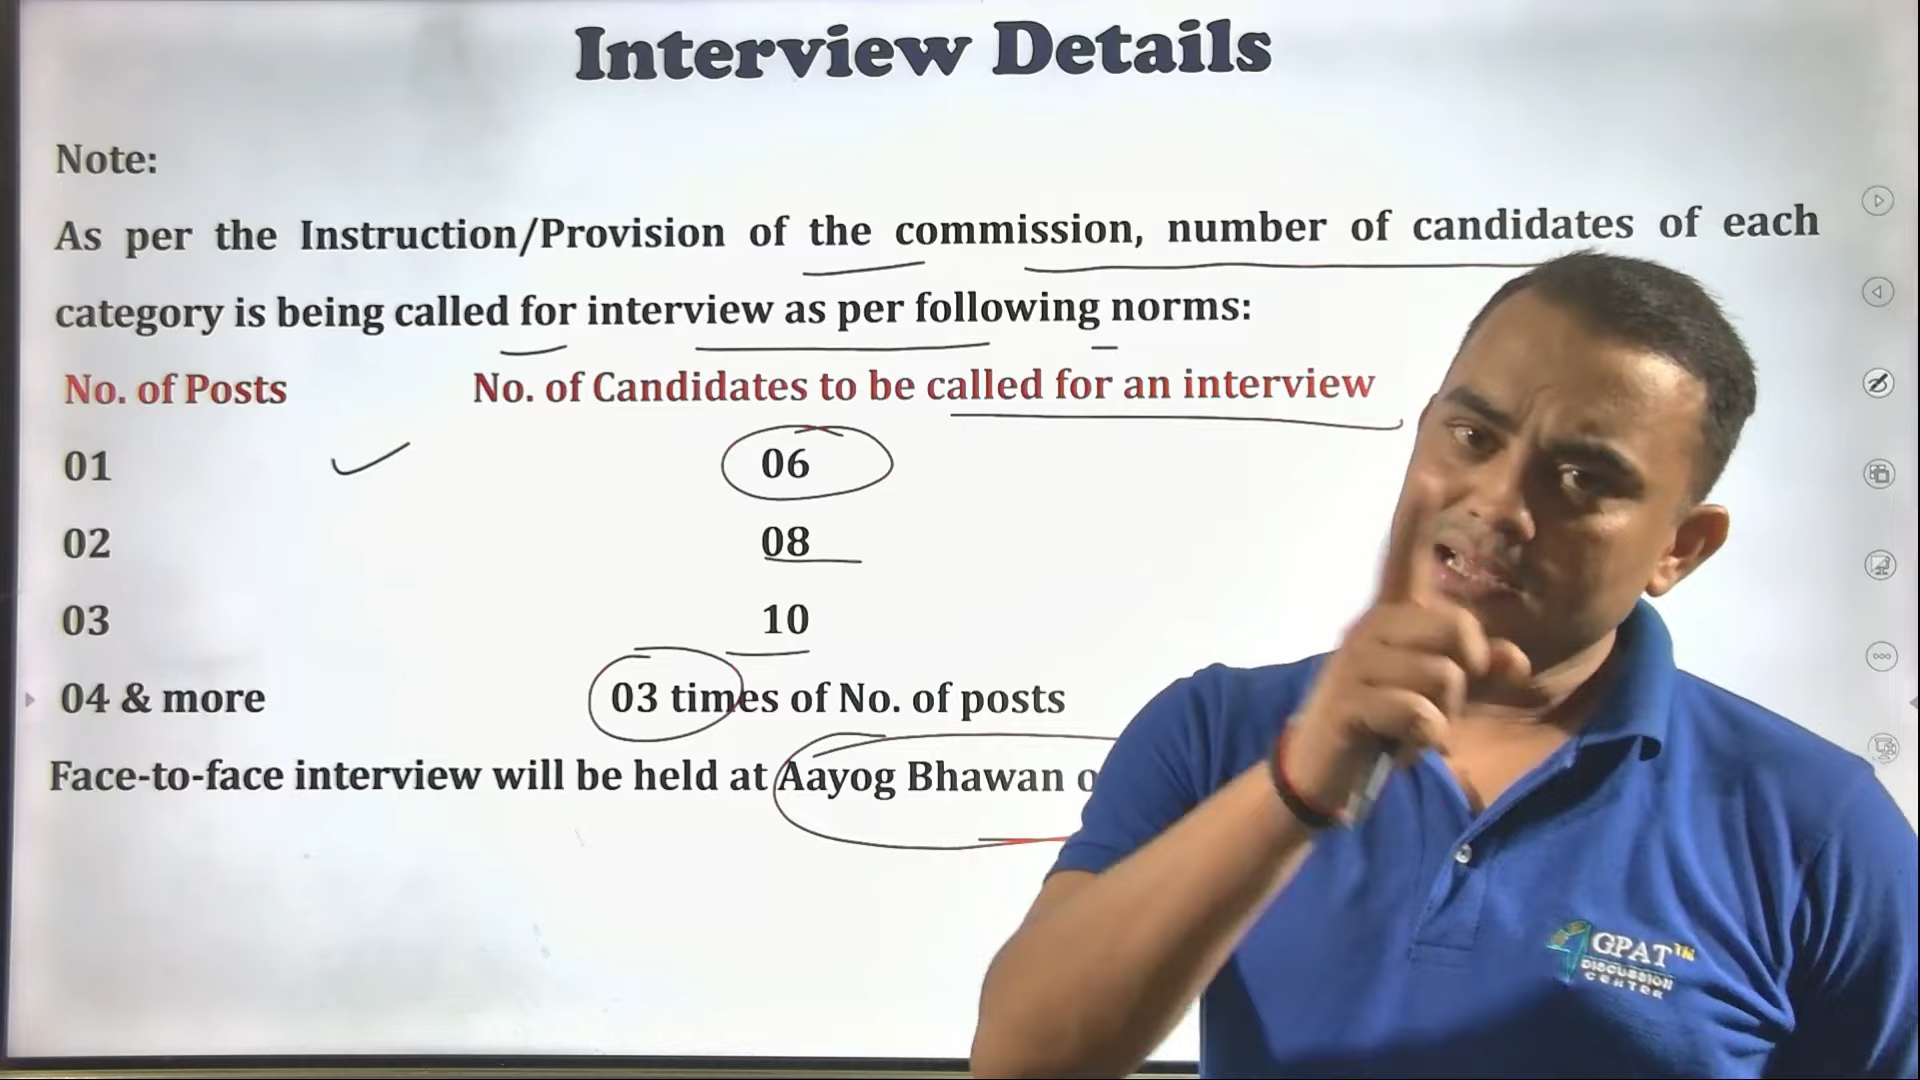 Interview Details
Note:
As per the Instruction/Provision of the commission, number of candidates of each
category is being called for interview as per following norms:
No. of Posts No. of Candidates to be called for an interview
01 06
02 08
03 10
04 & more 03 times of No. of posts
Face-to-face interview will be held at Aayog Bhawan
GPAT™
DISCUSSION
CENTER